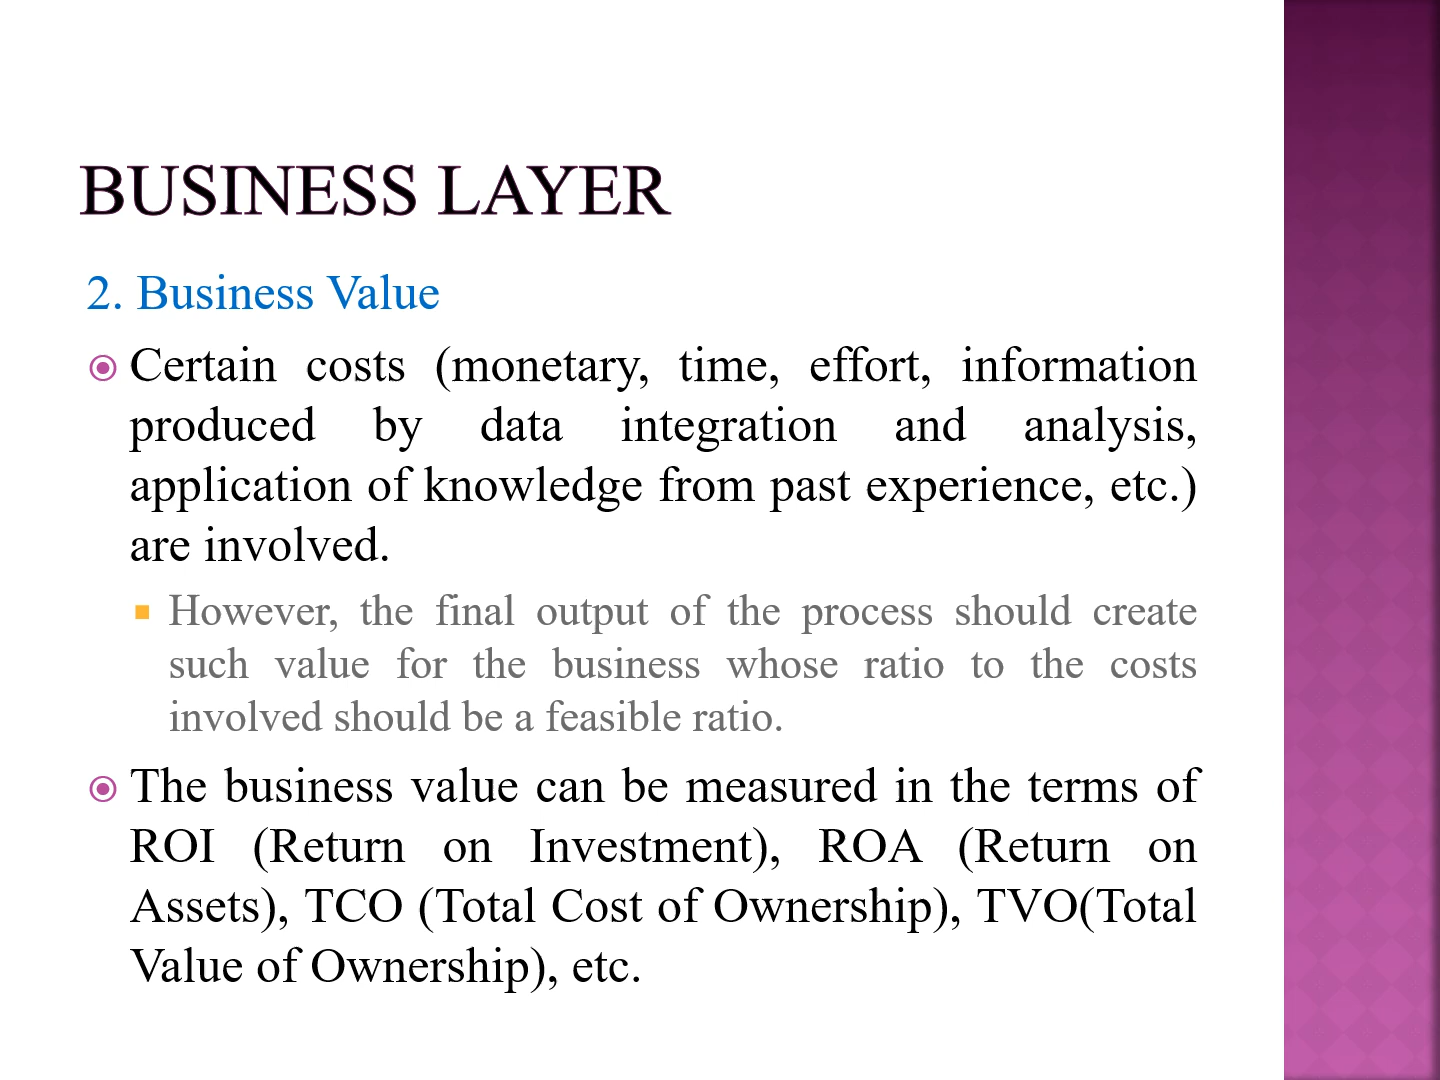 BUSINESS LAYER
2. Business Value
Certain costs (monetary, time, effort, information
produced by data integration and analysis,
application of knowledge from past experience, etc.)
are involved.
However, the final output of the process should create
such value for the business whose ratio to the costs
involved should be a feasible ratio.
The business value can be measured in the terms of
ROI (Return on Investment), ROA (Return on
Assets), TCO (Total Cost of Ownership), TVO(Total
Value of Ownership), etc.